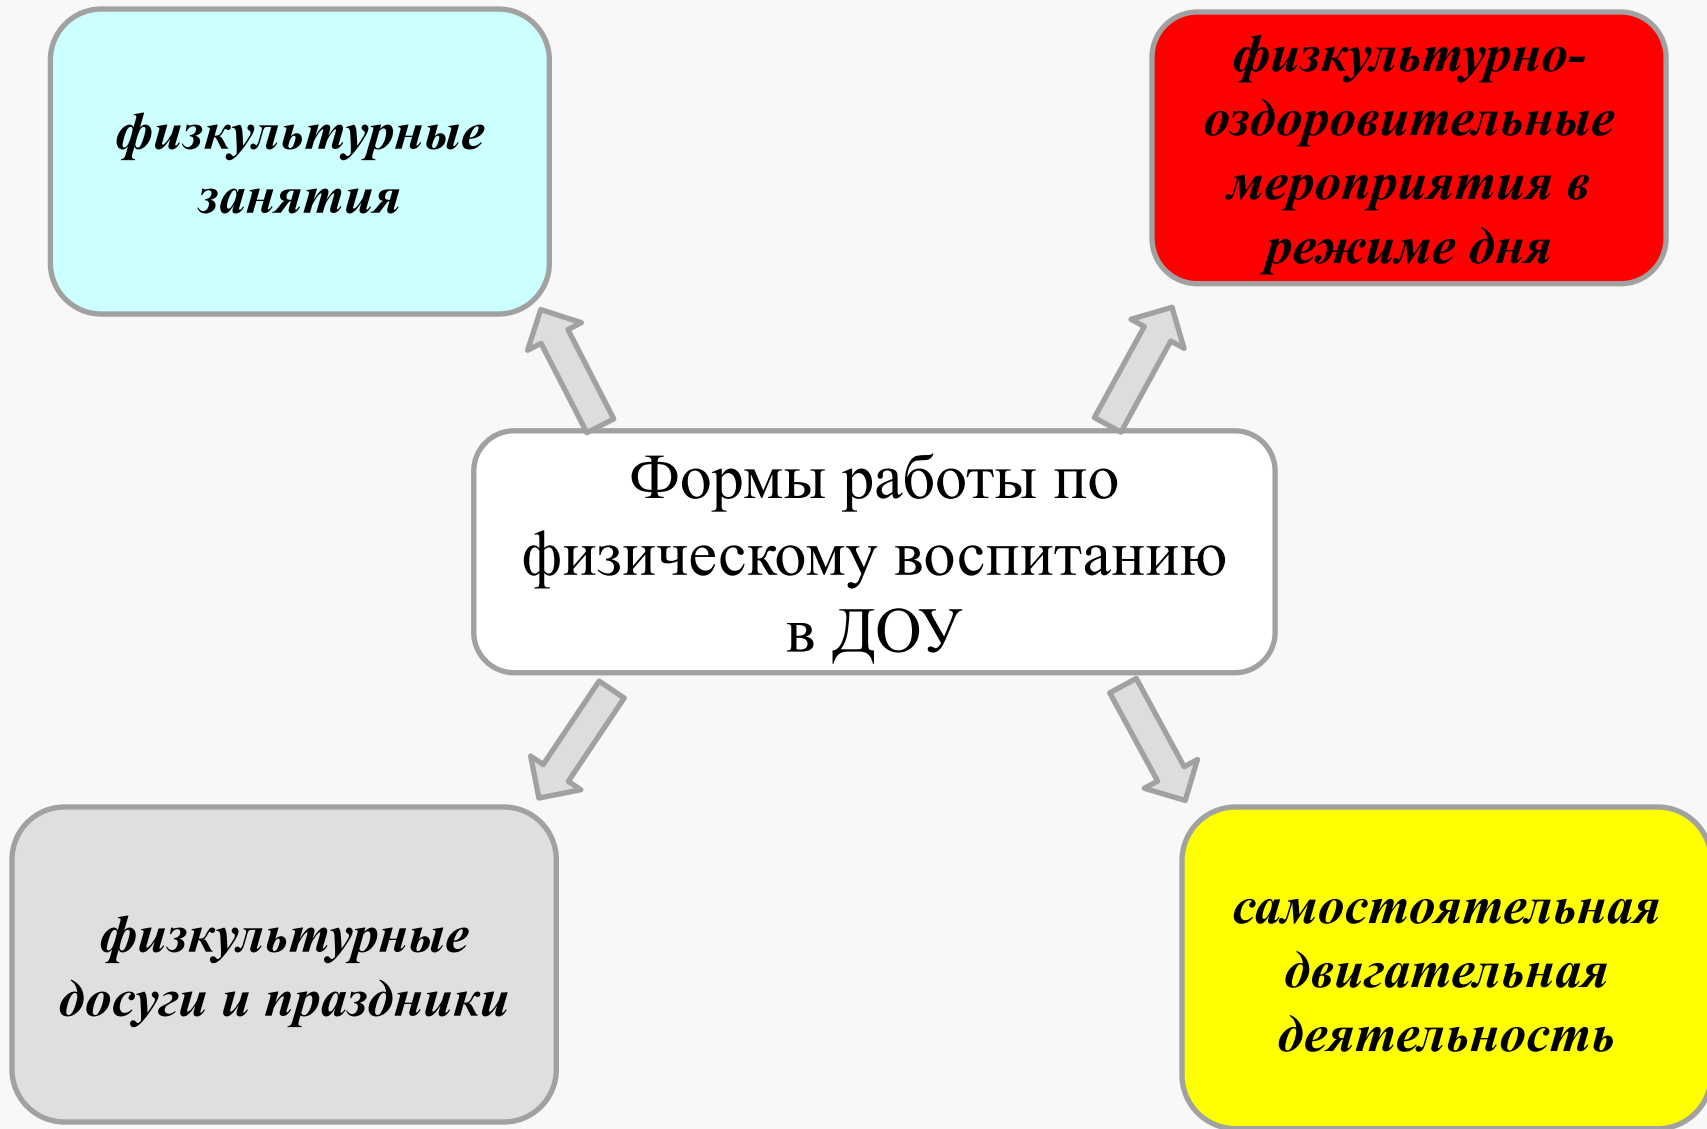 физкультурные
занятия
физкультурно-
оздоровительные
мероприятия в
режиме дня
Формы работы по
физическому воспитанию
в ДОУ
физкультурные
досуги и праздники
самостоятельная
двигательная
деятельность